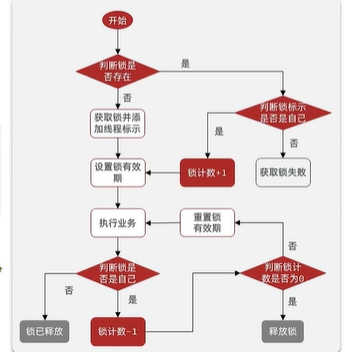 开始
判断锁是
否存在
是
否
判断锁标示
是否是自己
获取锁并添
加线程标示
是
否
设置锁有效
期
锁计数+1
获取锁失败
执行业务
重置锁
有效期
否
判断锁是
否是自己
判断锁计
数是否为0
否
是
是
锁已释放
锁计数-1
释放锁